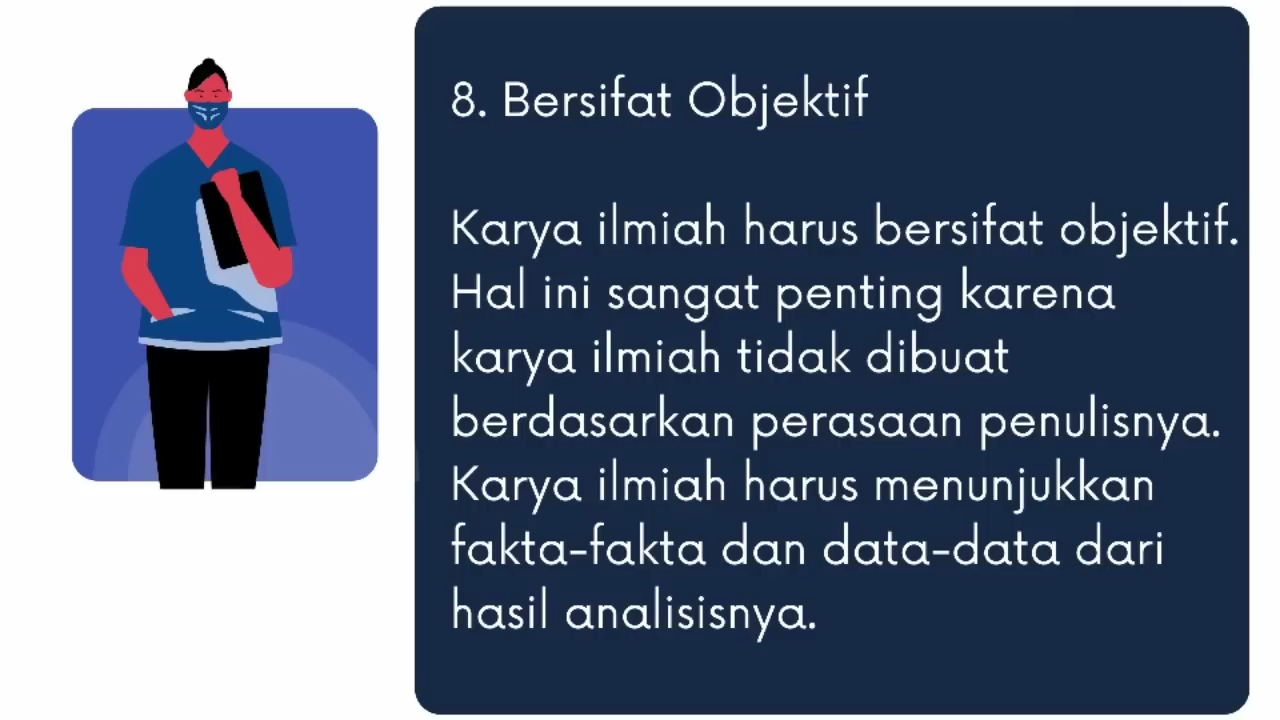 8. Bersifat Objektif
Karya ilmiah harus bersifat objektif.
Hal ini sangat penting karena
karya ilmiah tidak dibuat
berdasarkan perasaan penulisnya.
Karya ilmiah harus menunjukkan
fakta-fakta dan data-data dari
hasil analisisnya.